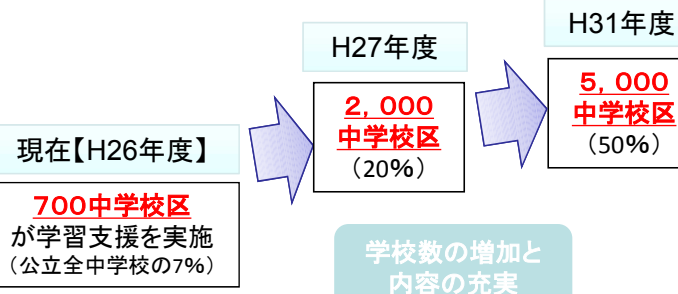 現在【H26年度】
700中学校区
が学習支援を実施
（公立全中学校の7%）
H27年度
2，000
中学校区
（20%）
H31年度
5，000
中学校区
（50%）
学校数の増加と
内容の充実